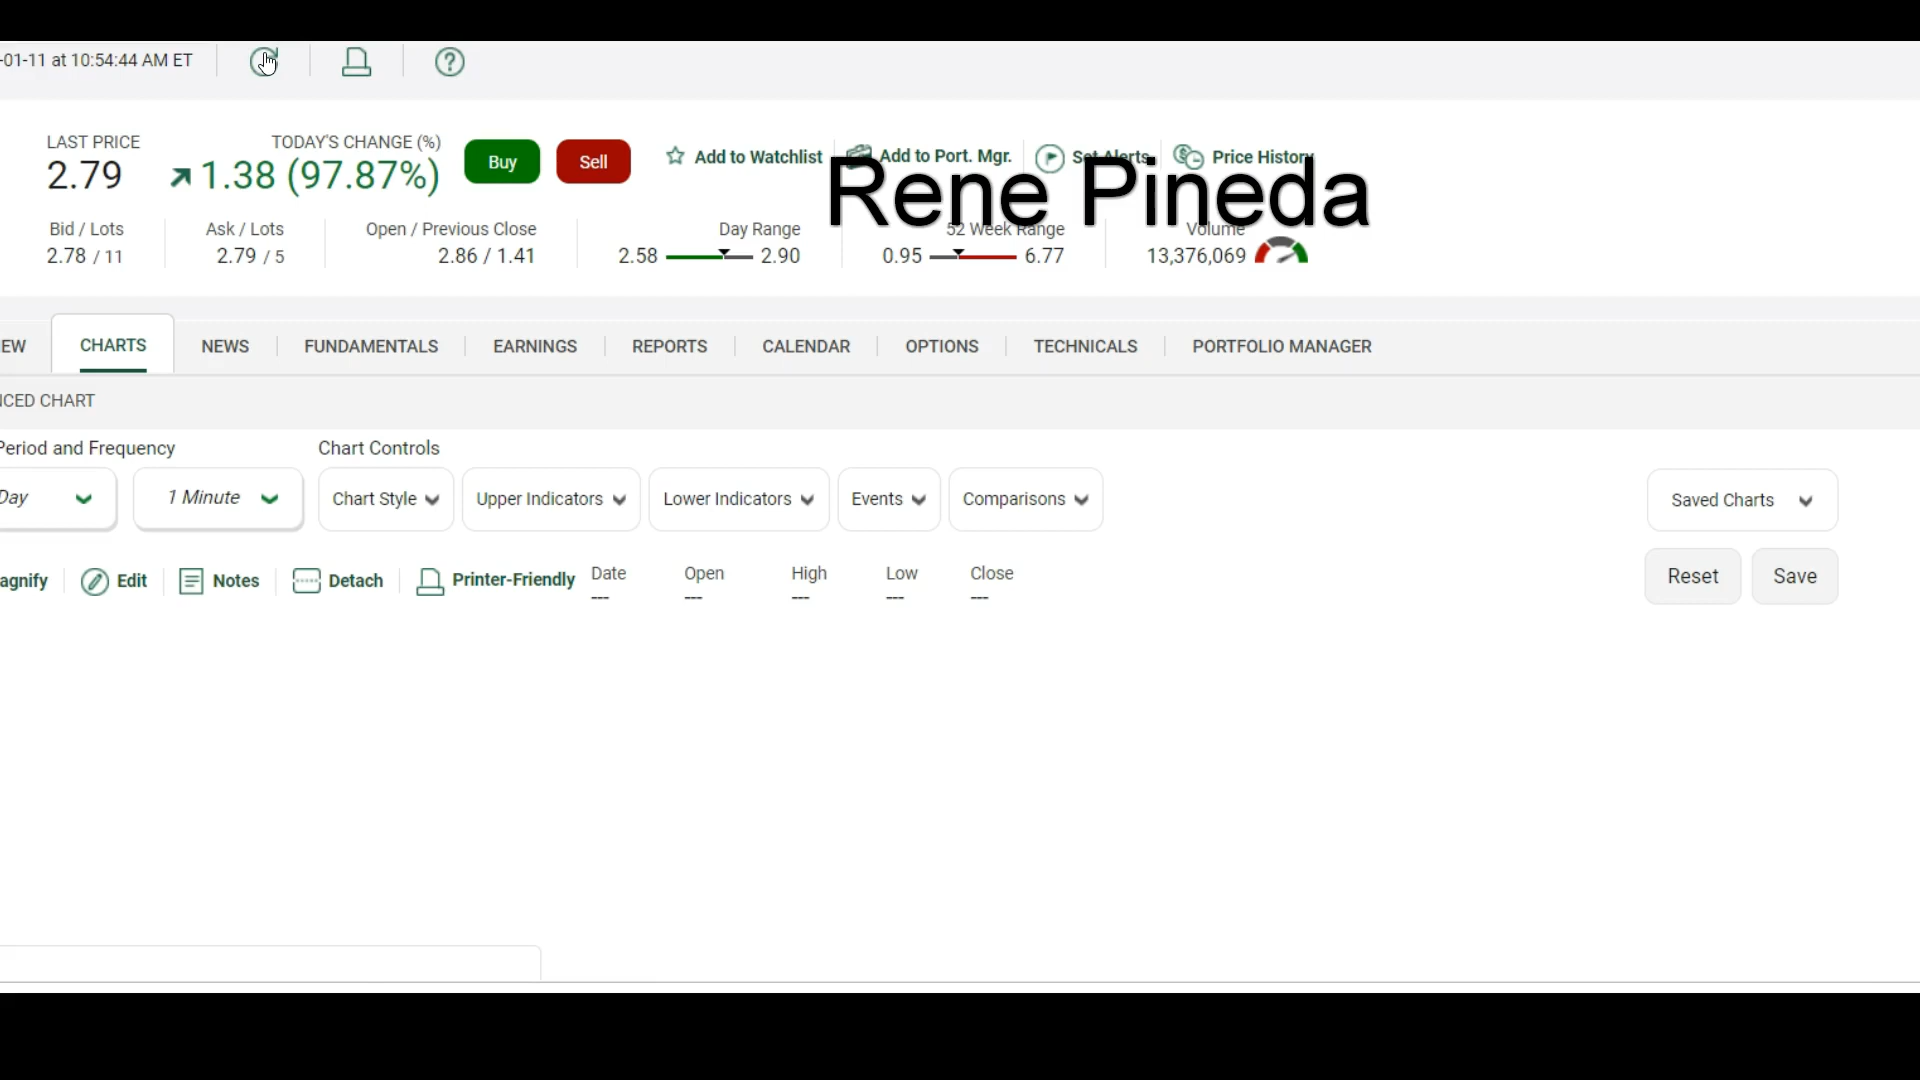 -01-11 at 10:54:44 AM ET
LAST PRICE
2.79
TODAY'S CHANGE (%)
1.38 (97.87%)
Buy
Sell
Add to Watchlist
Add to Port. Mgr.
Set Alerts
Price History
Rene Pineda
Bid / Lots
2.78 / 11
Ask / Lots
2.79 / 5
Open / Previous Close
2.86 / 1.41
Day Range
2.58 2.90
52 Week Range
0.95 6.77
Volume
13,376,069
EW
CHARTS
NEWS
FUNDAMENTALS
EARNINGS
REPORTS
CALENDAR
OPTIONS
TECHNICALS
PORTFOLIO MANAGER
NCED CHART
Period and Frequency
Chart Controls
Day
1 Minute
Chart Style
Upper Indicators
Lower Indicators
Events
Comparisons
Saved Charts
agnify
Edit
Notes
Detach
Printer-Friendly
Date
---
Open
---
High
---
Low
---
Close
---
Reset
Save